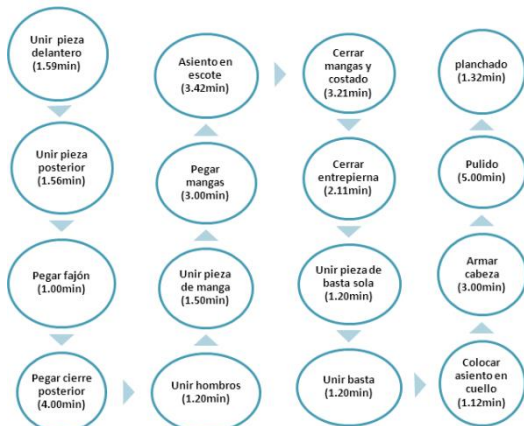 Unir pieza
delantero
(1.59min)
Unir pieza
posterior
(1.56min)
Pegar fajón
(1.00min)
Pegar cierre
posterior
(4.00min)
Unir hombros
(1.20min)
Unir pieza
de manga
(1.50min)
Pegar
mangas
(3.00min)
Asiento en
escote
(3.42min)
Cerrar
mangas y
costado
(3.21min)
Cerrar
entrepierna
(2.11min)
Unir pieza de
basta sola
(1.20min)
Unir basta
(1.20min)
Colocar
asiento en
cuello
(1.12min)
Armar
cabeza
(3.00min)
Pulido
(5.00min)
planchado
(1.32min)